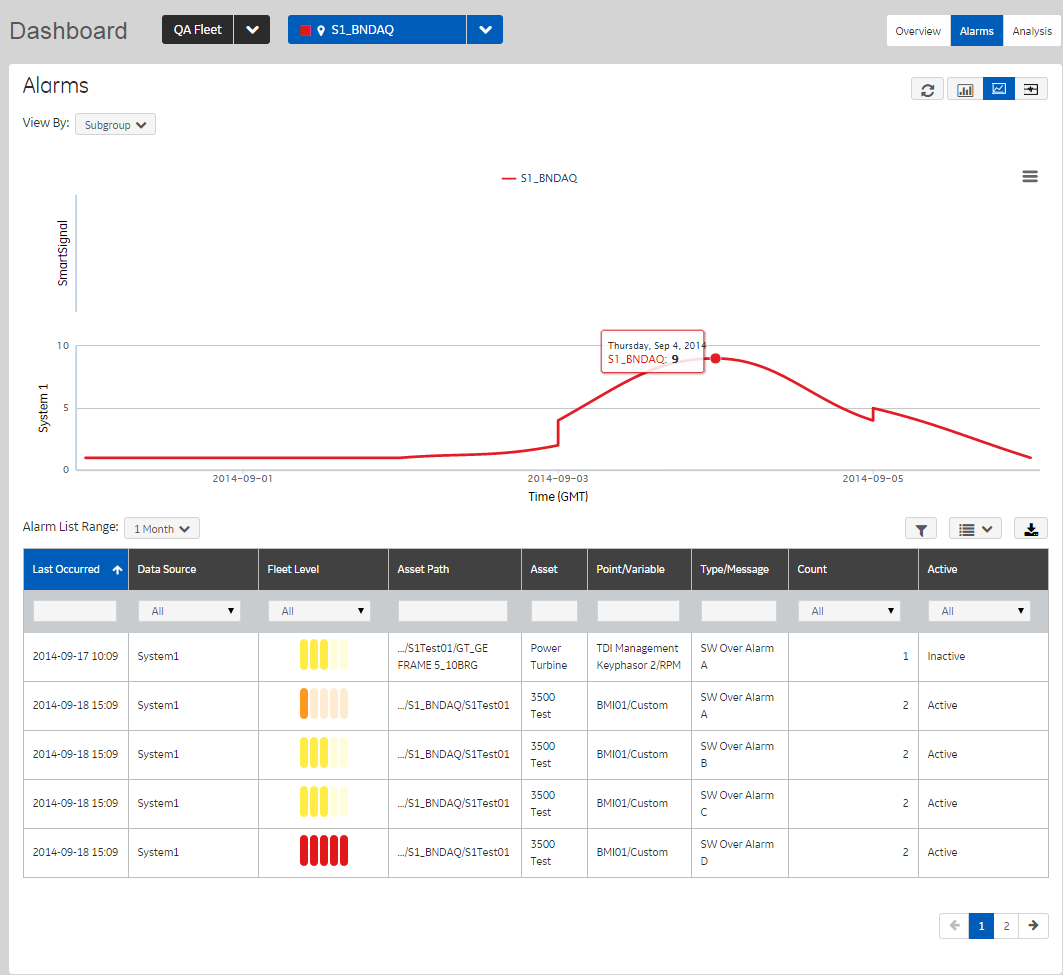 Dashboard
QA Fleet
S1_BNDAQ
Overview
Alarms
Analysis
Alarms
View By:
Subgroup
S1_BNDAQ
SmartSignal
System 1
10
5
0
Thursday, Sep 4, 2014
S1_BNDAQ: 9
2014-09-01
2014-09-03
2014-09-05
Time (GMT)
Alarm List Range:
1 Month
Last Occurred
Data Source
Fleet Level
Asset Path
Asset
Point/Variable
Type/Message
Count
Active
All
All
All
All
2014-09-17 10:09
System1
.../S1Test01/GT_GE
FRAME 5_10BRG
Power
Turbine
TDI Management
Keyphasor 2/RPM
SW Over Alarm
A
1
Inactive
2014-09-18 15:09
System1
.../S1_BNDAQ/S1Test01
3500
Test
BMI01/Custom
SW Over Alarm
A
2
Active
2014-09-18 15:09
System1
.../S1_BNDAQ/S1Test01
3500
Test
BMI01/Custom
SW Over Alarm
B
2
Active
2014-09-18 15:09
System1
.../S1_BNDAQ/S1Test01
3500
Test
BMI01/Custom
SW Over Alarm
C
2
Active
2014-09-18 15:09
System1
.../S1_BNDAQ/S1Test01
3500
Test
BMI01/Custom
SW Over Alarm
D
2
Active
1
2